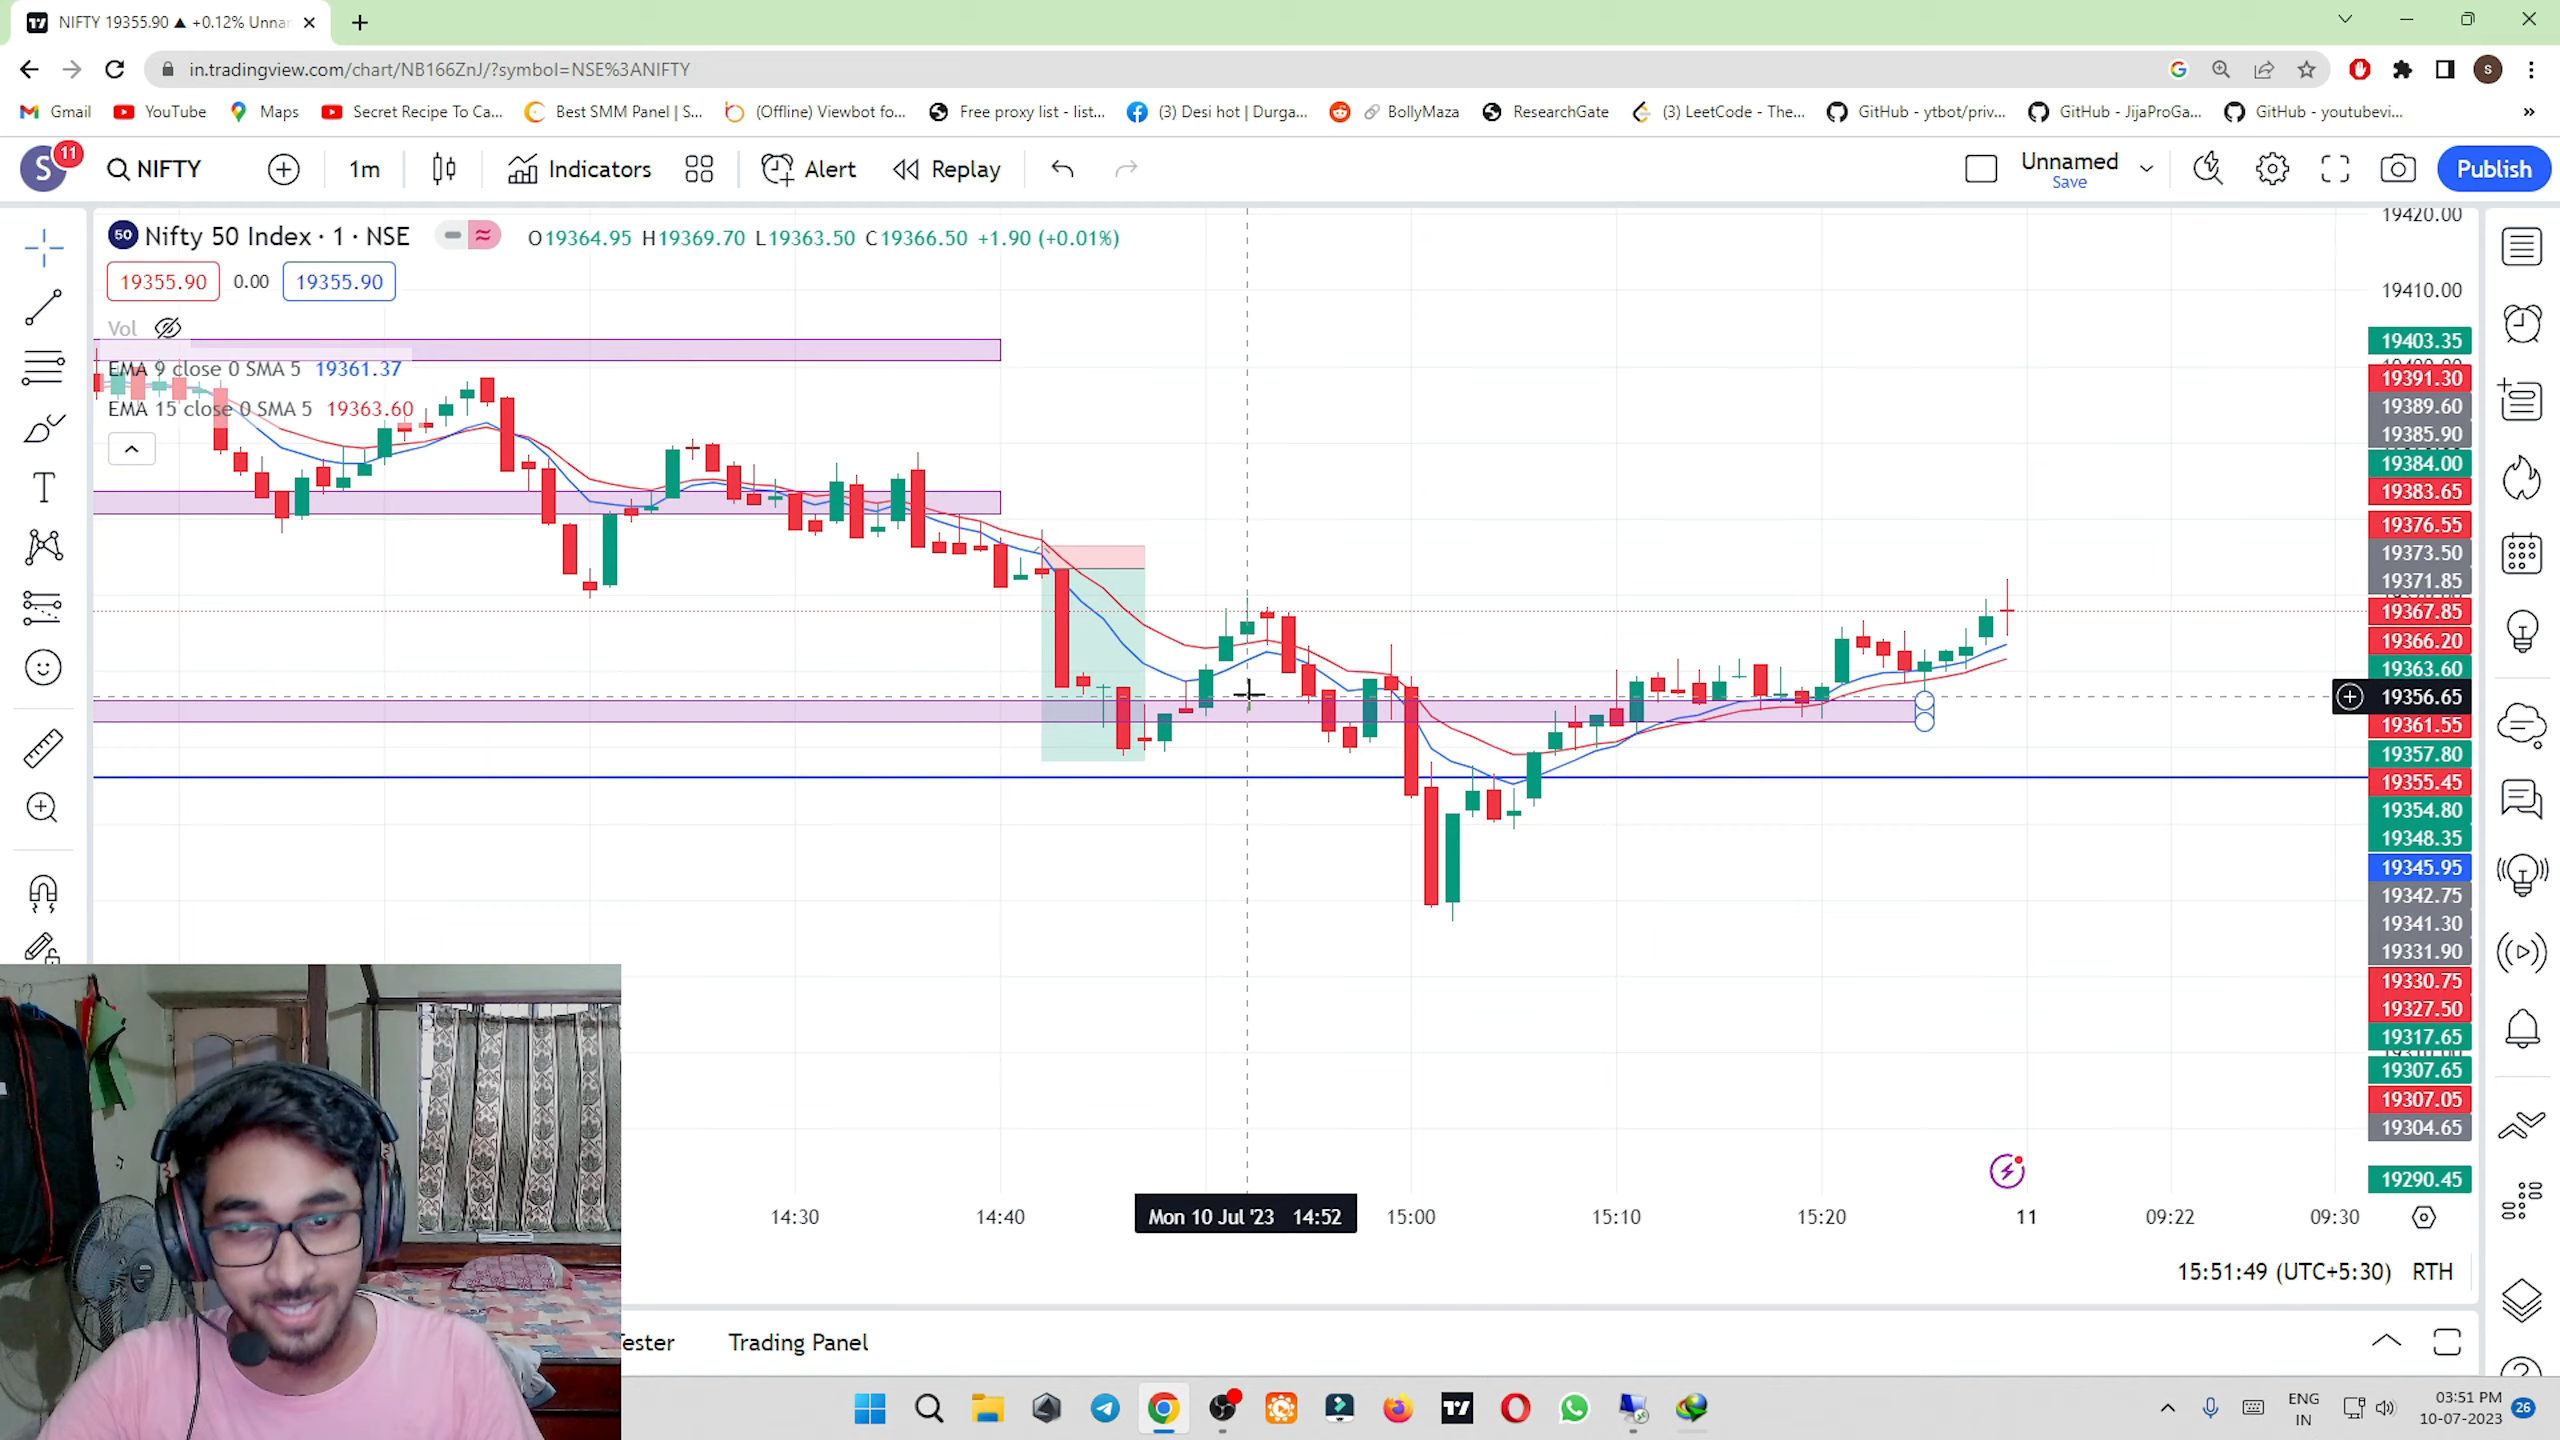 NIFTY 19355.90 ▲ +0.12% Unnar
in.tradingview.com/chart/NB166ZnJ/?symbol=NSE%3ANIFTY
Gmail YouTube Maps Secret Recipe To Ca... Best SMM Panel | S... (Offline) Viewbot fo... Free proxy list - list... (3) Desi hot | Durga... BollyMaza ResearchGate (3) LeetCode - The... GitHub - ytbot/priv... GitHub - JijaProGa... GitHub - youtubevi... »
S 11 NIFTY 1m Indicators Alert Replay Unnamed Save Publish
50 Nifty 50 Index · 1 · NSE O19364.95 H19369.70 L19363.50 C19366.50 +1.90 (+0.01%)
19355.90 0.00 19355.90
Vol
EMA 9 close 0 SMA 5 19361.37
EMA 15 close 0 SMA 5 19363.60
19420.00
19410.00
19403.35
19391.30
19389.60
19385.90
19384.00
19383.65
19376.55
19373.50
19371.85
19367.85
19366.20
19363.60
19356.65
19361.55
19357.80
19355.45
19354.80
19348.35
19345.95
19342.75
19341.30
19331.90
19330.75
19327.50
19317.65
19307.65
19307.05
19304.65
19290.45
14:30 14:40 Mon 10 Jul '23 14:52 15:00 15:10 15:20 11 09:22 09:30
15:51:49 (UTC+5:30) RTH
ester Trading Panel
ENG
IN
03:51 PM
10-07-2023
26